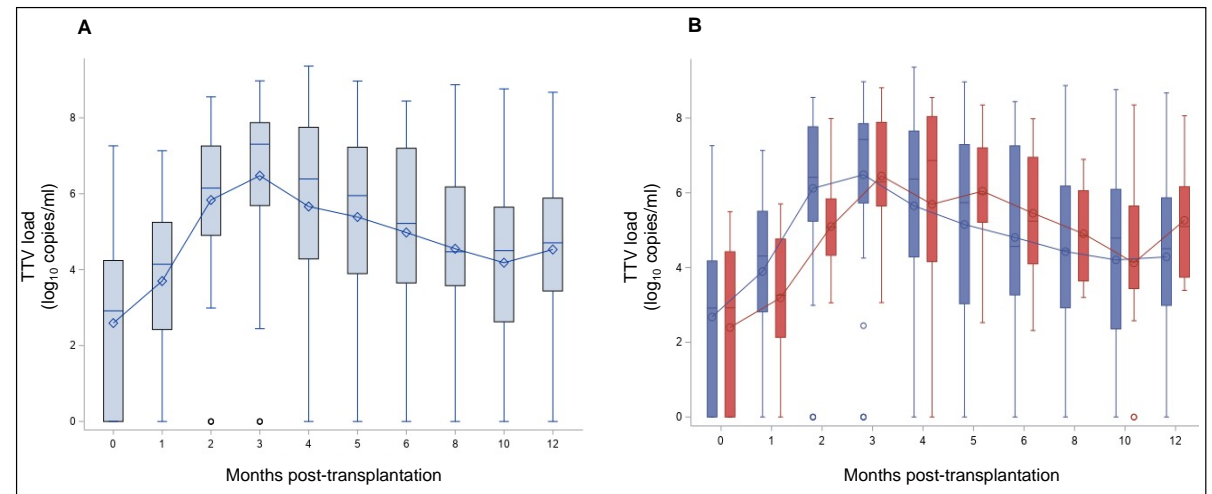 A
TTV load
(log₁₀ copies/ml)
8
6
4
2
0
0 1 2 3 4 5 6 8 10 12
Months post-transplantation
B
TTV load
(log₁₀ copies/ml)
8
6
4
2
0
0 1 2 3 4 5 6 8 10 12
Months post-transplantation